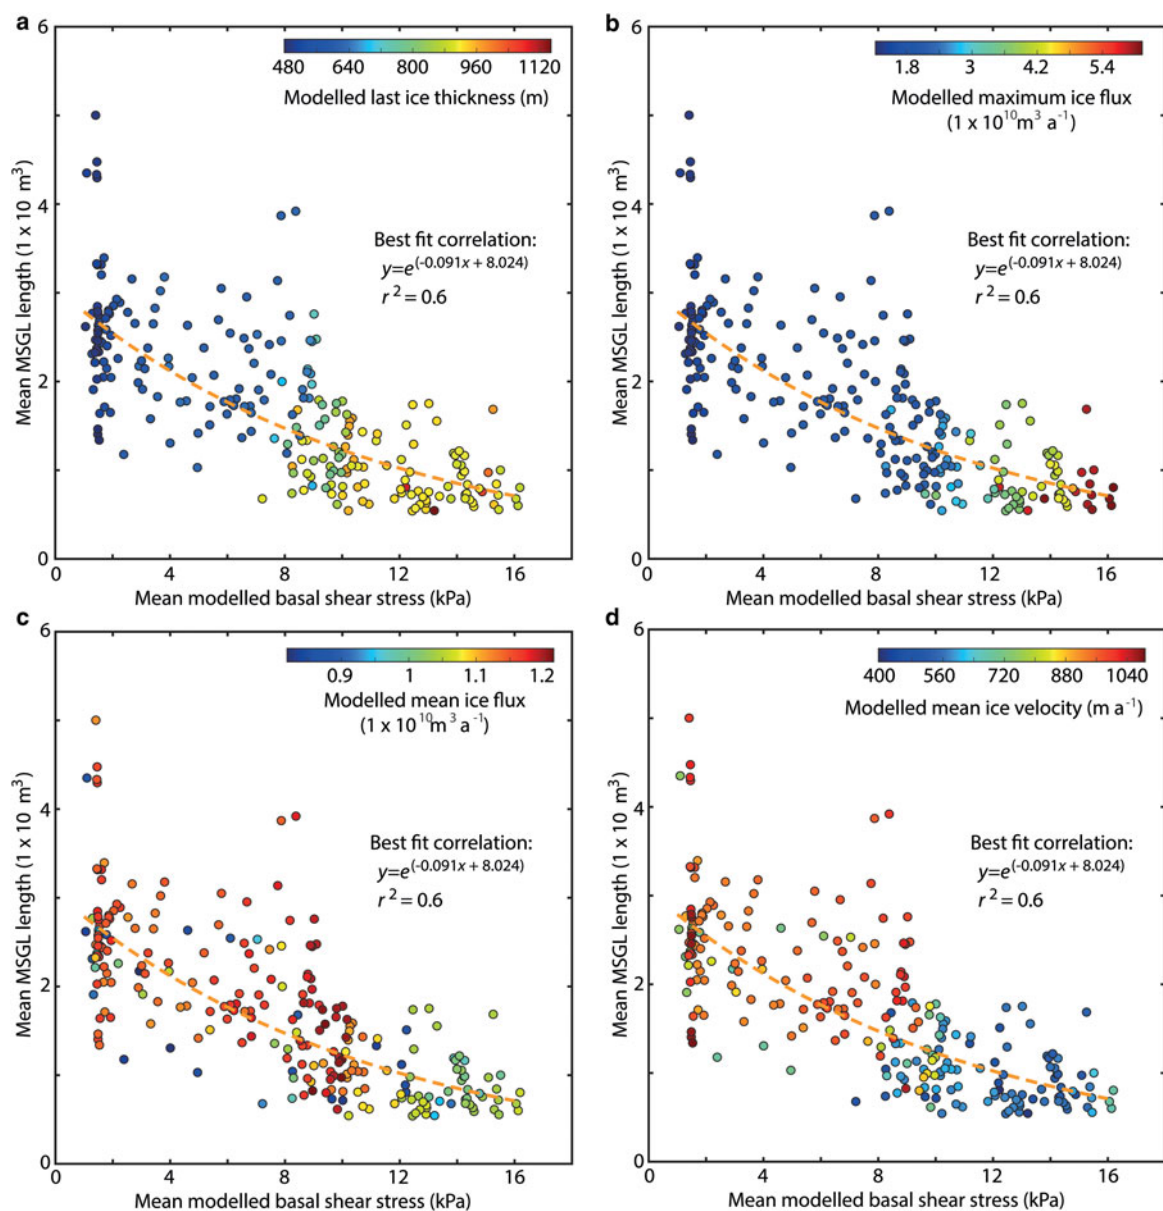 a
6
480 640 800 960 1120
Modelled last ice thickness (m)
Mean MSGL length (1 x 10 m³)
4
Best fit correlation:
y=e^(-0.091x + 8.024)
r² = 0.6
2
0
0 4 8 12 16
Mean modelled basal shear stress (kPa)
b
6
1.8 3 4.2 5.4
Modelled maximum ice flux
(1 x 10¹⁰m³ a⁻¹)
Mean MSGL length (1 x 10 m³)
4
Best fit correlation:
y=e^(-0.091x + 8.024)
r² = 0.6
2
0
0 4 8 12 16
Mean modelled basal shear stress (kPa)
c
6
0.9 1 1.1 1.2
Modelled mean ice flux
(1 x 10¹⁰m³ a⁻¹)
Mean MSGL length (1 x 10 m³)
4
Best fit correlation:
y=e^(-0.091x + 8.024)
r² = 0.6
2
0
0 4 8 12 16
Mean modelled basal shear stress (kPa)
d
6
400 560 720 880 1040
Modelled mean ice velocity (m a⁻¹)
Mean MSGL length (1 x 10 m³)
4
Best fit correlation:
y=e^(-0.091x + 8.024)
r² = 0.6
2
0
0 4 8 12 16
Mean modelled basal shear stress (kPa)